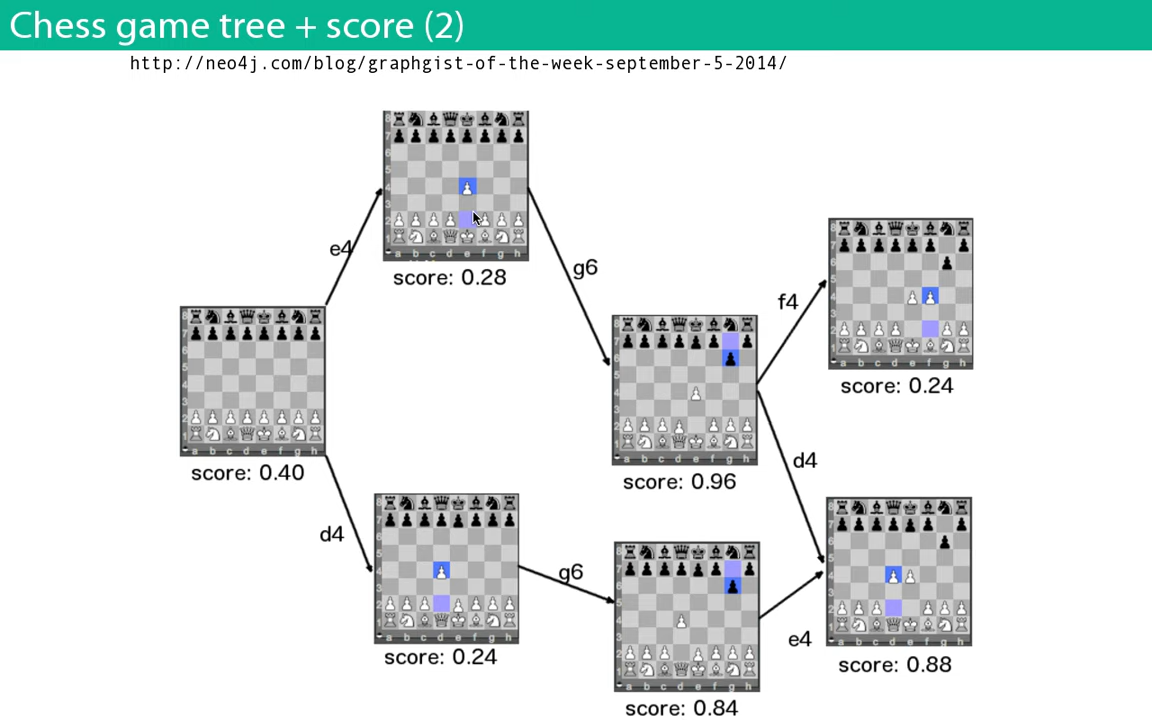 Chess game tree + score (2)
http://neo4j.com/blog/graphgist-of-the-week-september-5-2014/
e4
score: 0.28
g6
f4
score: 0.24
score: 0.40
d4
score: 0.96
d4
g6
score: 0.24
e4
score: 0.88
score: 0.84